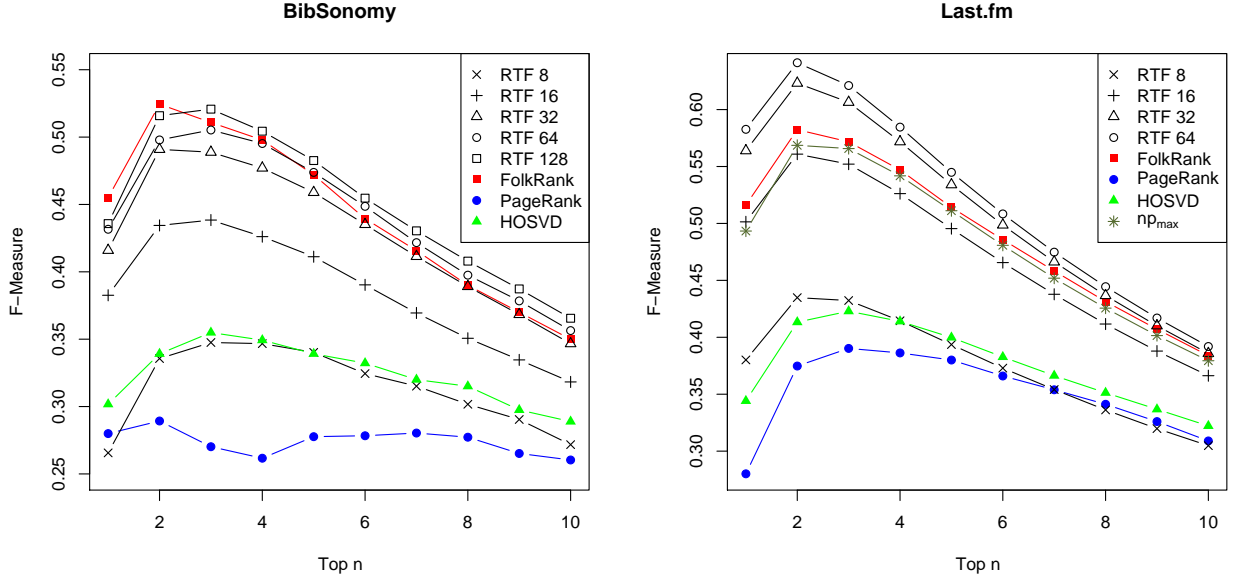 BibSonomy
F−Measure
0.55
0.50
0.45
0.40
0.35
0.30
0.25
RTF 8
RTF 16
RTF 32
RTF 64
RTF 128
FolkRank
PageRank
HOSVD
2 4 6 8 10
Top n
Last.fm
F−Measure
0.60
0.55
0.50
0.45
0.40
0.35
0.30
RTF 8
RTF 16
RTF 32
RTF 64
FolkRank
PageRank
HOSVD
npmax
2 4 6 8 10
Top n